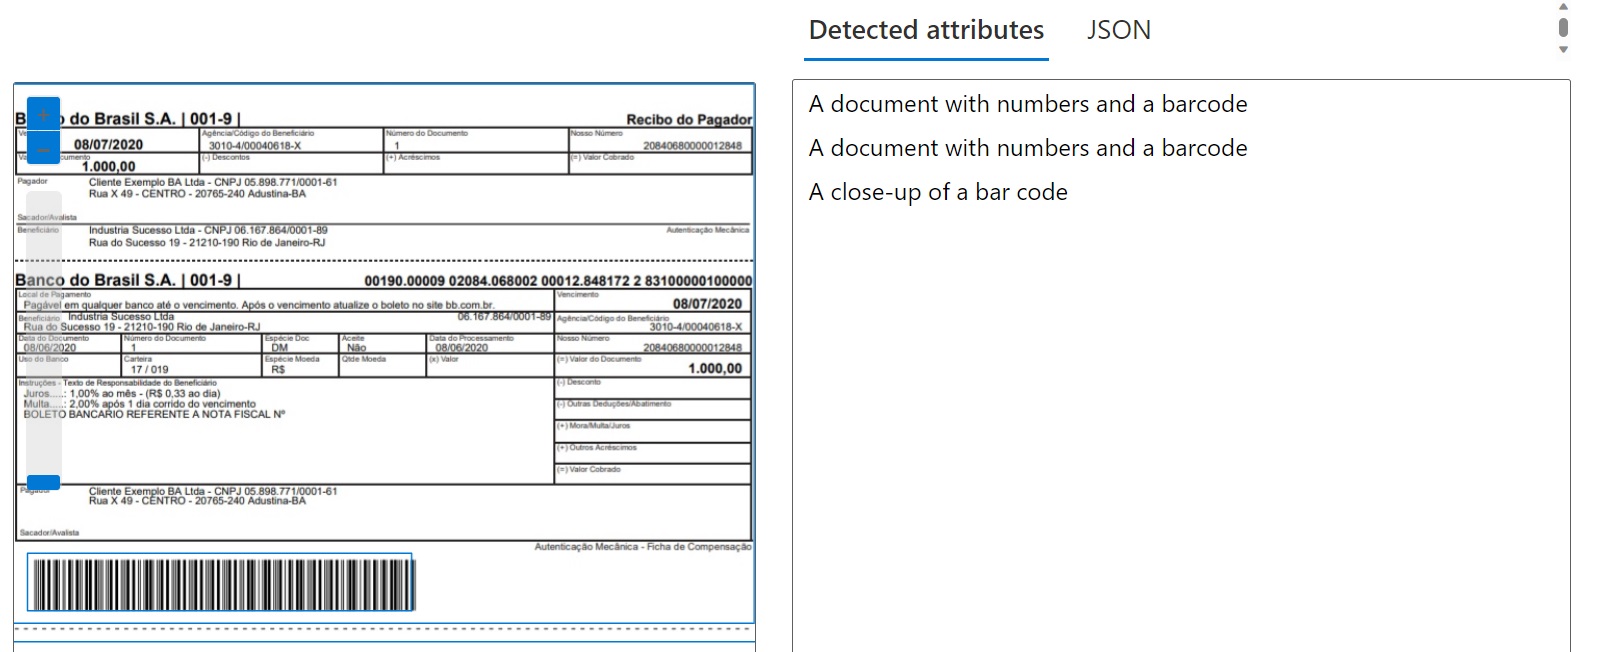 Detected attributes JSON
A document with numbers and a barcode
A document with numbers and a barcode
A close-up of a bar code
do Brasil S.A. | 001-9 | Recibo do Pagador
Agência/Código do Beneficiário Número do Documento Nosso Número
08/07/2020 3010-4/00040618-X 1 20840680000012848
(-) Descontos (+) Acréscimos (=) Valor Cobrado
1.000,00
Pagador Cliente Exemplo BA Ltda - CNPJ 05.898.771/0001-61
Rua X 49 - CENTRO - 20765-240 Adustina-BA
Sacador/Avalista
Beneficiário Industria Sucesso Ltda - CNPJ 06.167.864/0001-89 Autenticação Mecânica
Rua do Sucesso 19 - 21210-190 Rio de Janeiro-RJ
Banco do Brasil S.A. | 001-9 | 00190.00009 02084.068002 00012.848172 2 83100000100000
Local de Pagamento Vencimento
Pagável em qualquer banco até o vencimento. Após o vencimento atualize o boleto no site bb.com.br. 08/07/2020
Beneficiário Industria Sucesso Ltda 06.167.864/0001-89 Agência/Código do Beneficiário
Rua do Sucesso 19 - 21210-190 Rio de Janeiro-RJ 3010-4/00040618-X
Data do Documento Número do Documento Espécie Doc Aceite Data do Processamento Nosso Número
08/06/2020 1 DM Não 08/06/2020 20840680000012848
Uso do Banco Carteira Espécie Moeda Qtde Moeda (x) Valor (=) Valor do Documento
17 / 019 R$ 1.000,00
Instruções - Texto de Responsabilidade do Beneficiário (-) Desconto
Juros.....: 1,00% ao mês - (R$ 0,33 ao dia)
Multa.....: 2,00% após 1 dia corrido do vencimento (-) Outras Deduções/Abatimento
BOLETO BANCARIO REFERENTE A NOTA FISCAL Nº
(+) Mora/Multa/Juros
(+) Outros Acréscimos
(=) Valor Cobrado
Pagador Cliente Exemplo BA Ltda - CNPJ 05.898.771/0001-61
Rua X 49 - CENTRO - 20765-240 Adustina-BA
Sacador/Avalista
Autenticação Mecânica - Ficha de Compensação